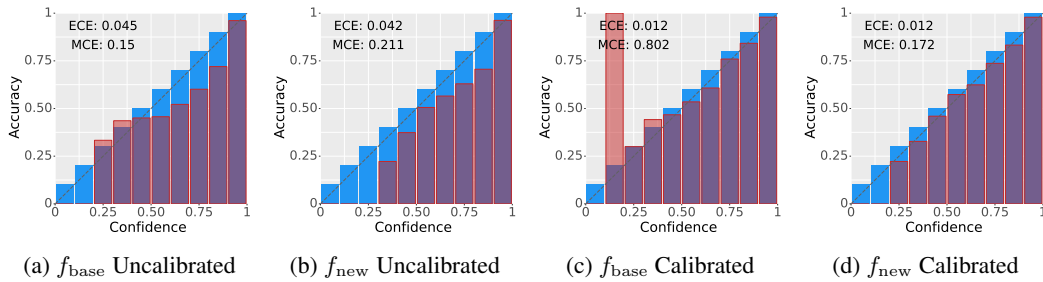 ECE: 0.045
MCE: 0.15
Accuracy
1
0.75
0.50
0.25
0
0 0.25 0.50 0.75 1
Confidence
(a) f_base Uncalibrated
ECE: 0.042
MCE: 0.211
Accuracy
1
0.75
0.50
0.25
0
0 0.25 0.50 0.75 1
Confidence
(b) f_new Uncalibrated
ECE: 0.012
MCE: 0.802
Accuracy
1
0.75
0.50
0.25
0
0 0.25 0.50 0.75 1
Confidence
(c) f_base Calibrated
ECE: 0.012
MCE: 0.172
Accuracy
1
0.75
0.50
0.25
0
0 0.25 0.50 0.75 1
Confidence
(d) f_new Calibrated